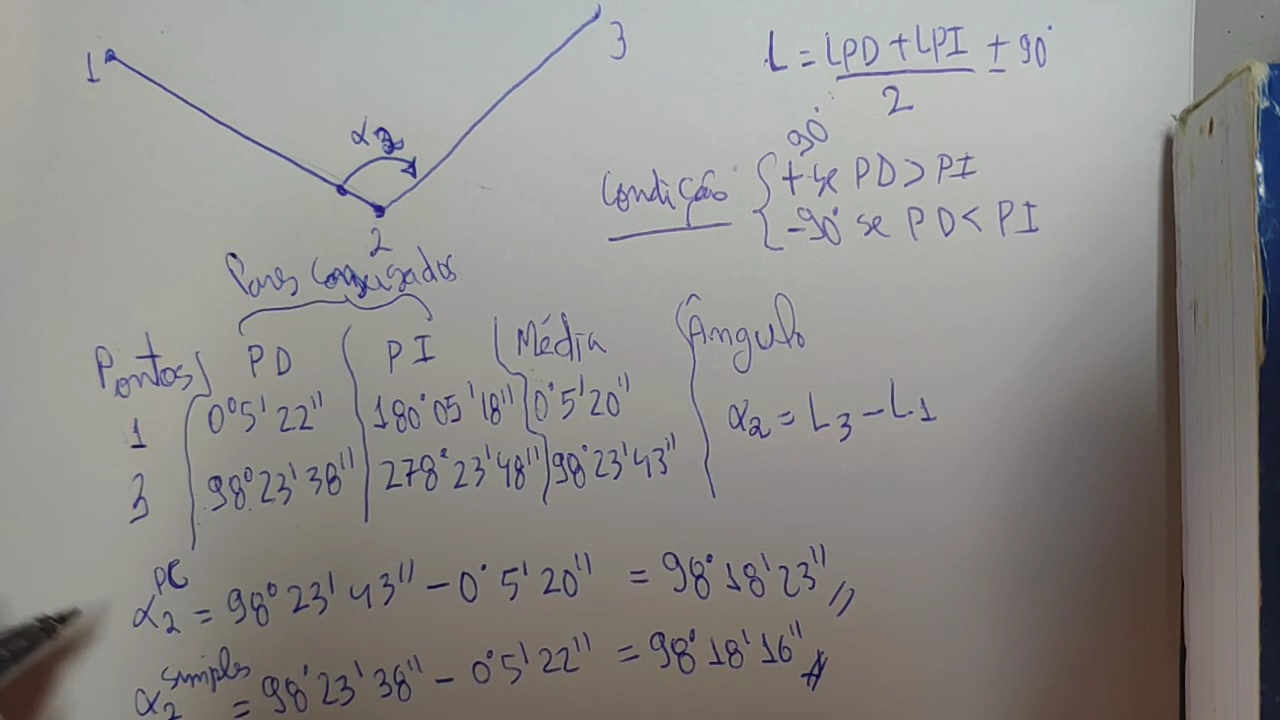 1
3
α2
2
L = LPD + LPI ± 90°
2
Condição { + 90° se PD > PI
-90° se PD < PI
Pares Conjugados
Pontos PD PI Média Ângulo
1 0°5'22" 180°05'18" 0°5'20" α2 = L3 - L1
3 98°23'38" 278°23'48" 98°23'43"
α2 PC = 98°23'43" - 0°5'20" = 98°18'23"//
α2 simples = 98°23'38" - 0°5'22" = 98°18'16"//